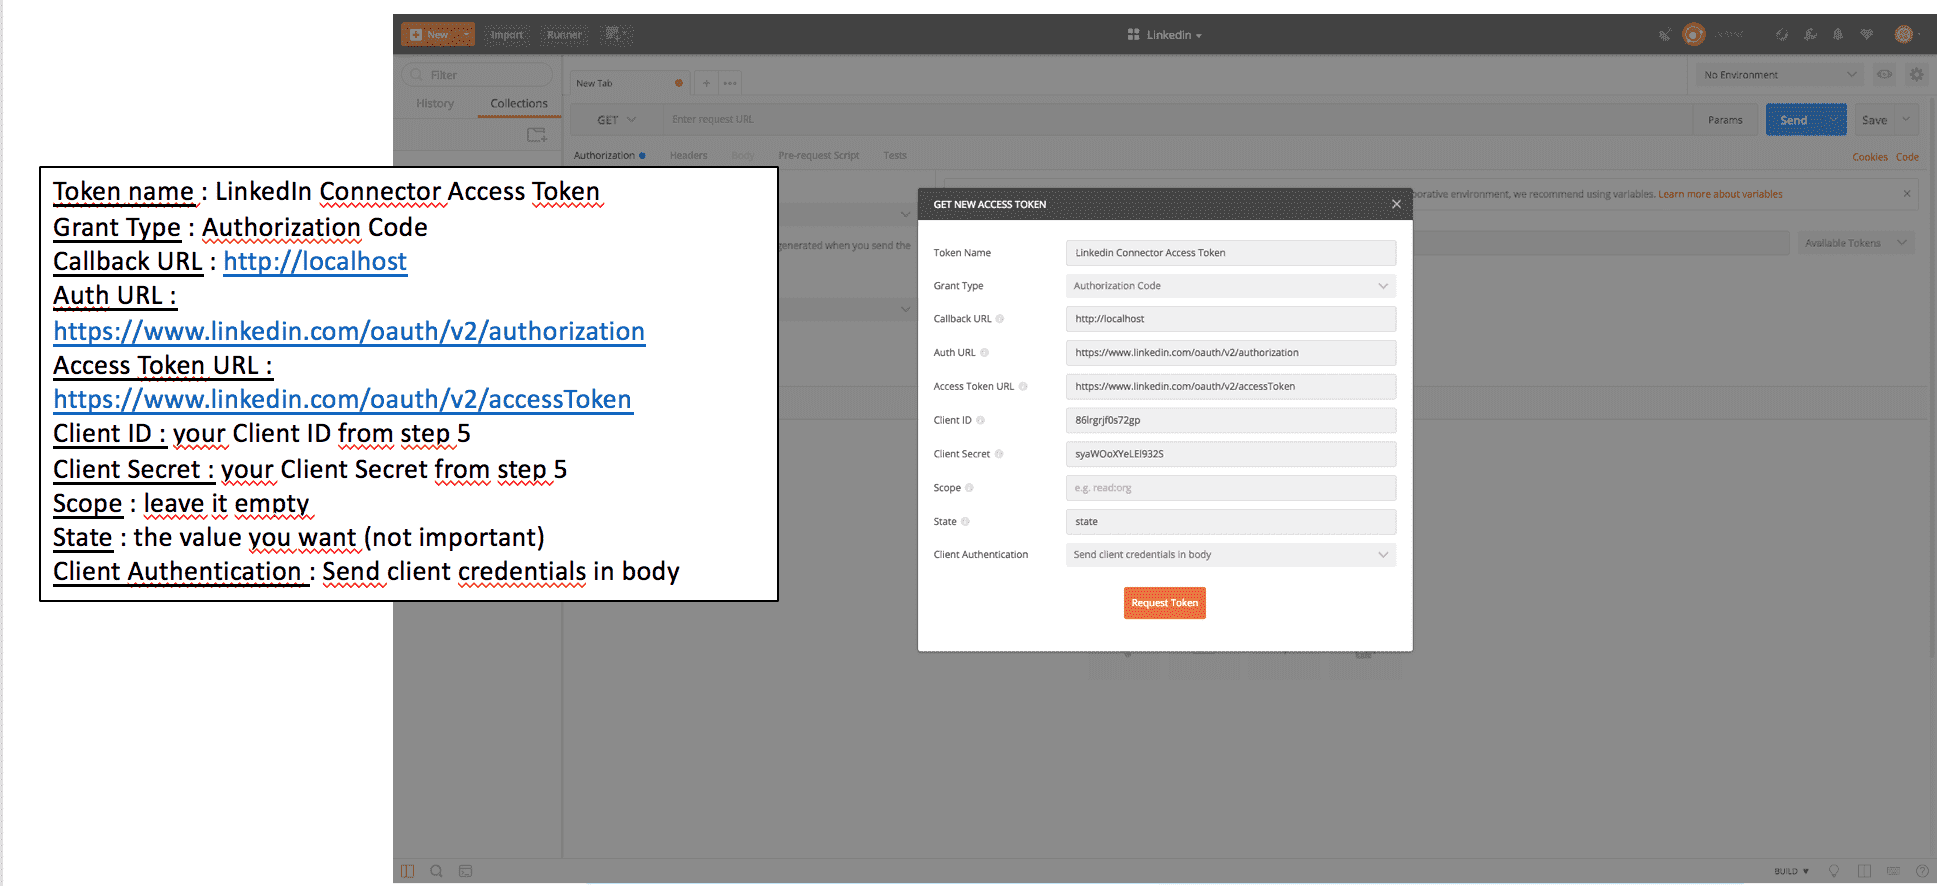 New
Import
Runner
Linkedin
Filter
History
Collections
New Tab
No Environment
GET
Enter request URL
Params
Send
Save
Authorization
Headers
Body
Pre-request Script
Tests
Cookies Code
Token name : LinkedIn Connector Access Token
Grant Type : Authorization Code
Callback URL : http://localhost
Auth URL :
https://www.linkedin.com/oauth/v2/authorization
Access Token URL :
https://www.linkedin.com/oauth/v2/accessToken
Client ID : your Client ID from step 5
Client Secret : your Client Secret from step 5
Scope : leave it empty
State : the value you want (not important)
Client Authentication : Send client credentials in body
orative environment, we recommend using variables. Learn more about variables
generated when you send the
Available Tokens
GET NEW ACCESS TOKEN
Token Name Linkedin Connector Access Token
Grant Type Authorization Code
Callback URL http://localhost
Auth URL https://www.linkedin.com/oauth/v2/authorization
Access Token URL https://www.linkedin.com/oauth/v2/accessToken
Client ID 86lrgrjf0s72gp
Client Secret syaWOoXYeLEl932S
Scope e.g. read:org
State state
Client Authentication Send client credentials in body
Request Token
BUILD